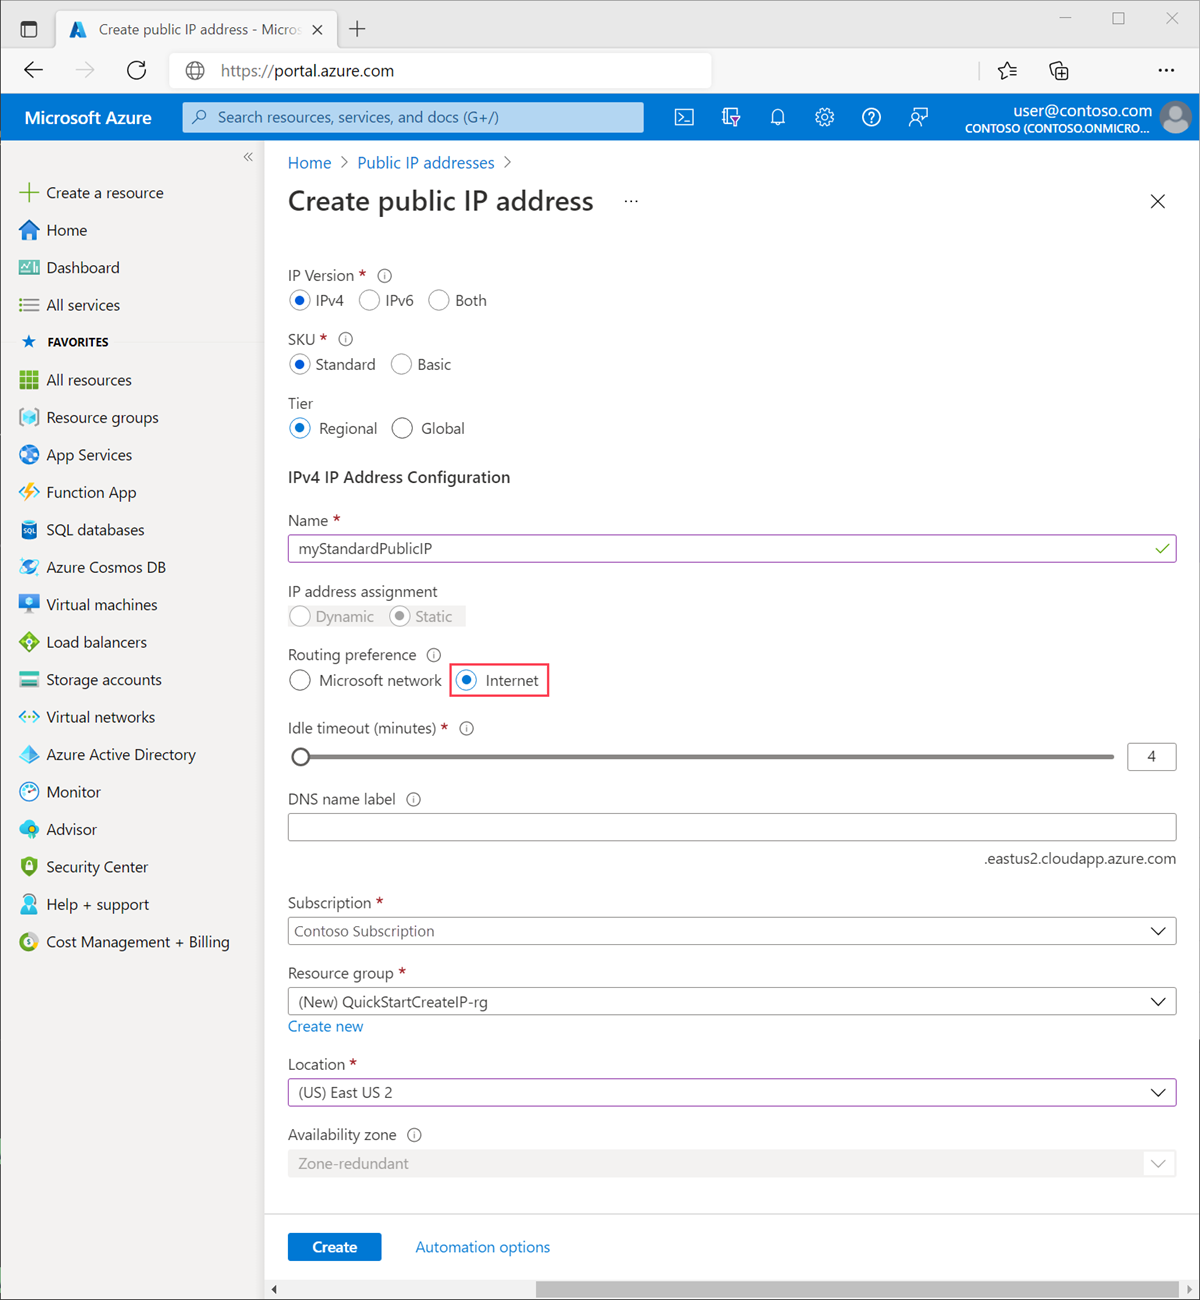 Create public IP address - Micros
https://portal.azure.com
Microsoft Azure
Search resources, services, and docs (G+/)
user@contoso.com
CONTOSO (CONTOSO.ONMICRO...
Create a resource
Home
Dashboard
All services
FAVORITES
All resources
Resource groups
App Services
Function App
SQL databases
Azure Cosmos DB
Virtual machines
Load balancers
Storage accounts
Virtual networks
Azure Active Directory
Monitor
Advisor
Security Center
Help + support
Cost Management + Billing
Home > Public IP addresses >
Create public IP address ...
IP Version *
IPv4 IPv6 Both
SKU *
Standard Basic
Tier
Regional Global
IPv4 IP Address Configuration
Name *
myStandardPublicIP
IP address assignment
Dynamic Static
Routing preference
Microsoft network Internet
Idle timeout (minutes) *
4
DNS name label
.eastus2.cloudapp.azure.com
Subscription *
Contoso Subscription
Resource group *
(New) QuickStartCreateIP-rg
Create new
Location *
(US) East US 2
Availability zone
Zone-redundant
Create Automation options